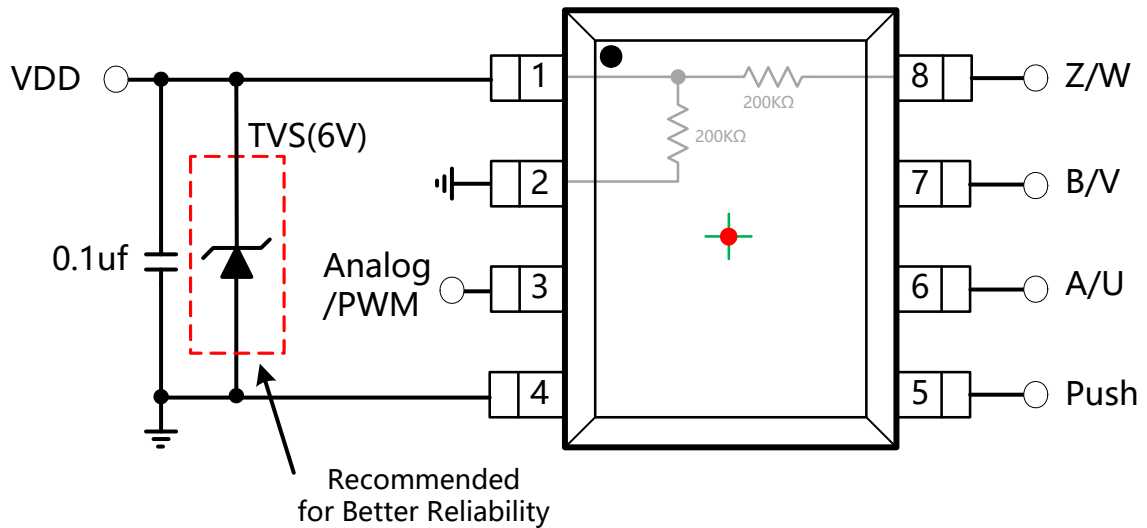 VDD
TVS(6V)
0.1uf
Analog
/PWM
Recommended
for Better Reliability
1
2
3
4
200KΩ
200KΩ
8
7
6
5
Z/W
B/V
A/U
Push